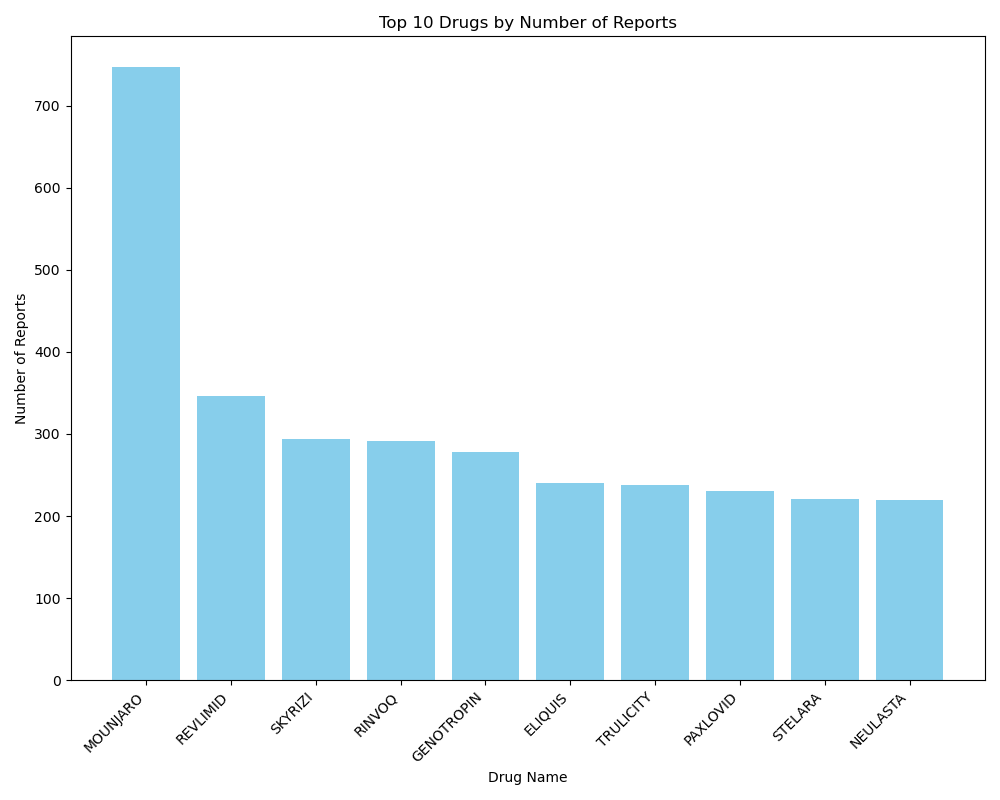 Top 10 Drugs by Number of Reports
Number of Reports
700
600
500
400
300
200
100
0
MOUNJARO
REVLIMID
SKYRIZI
RINVOQ
GENOTROPIN
ELIQUIS
TRULICITY
PAXLOVID
STELARA
NEULASTA
Drug Name